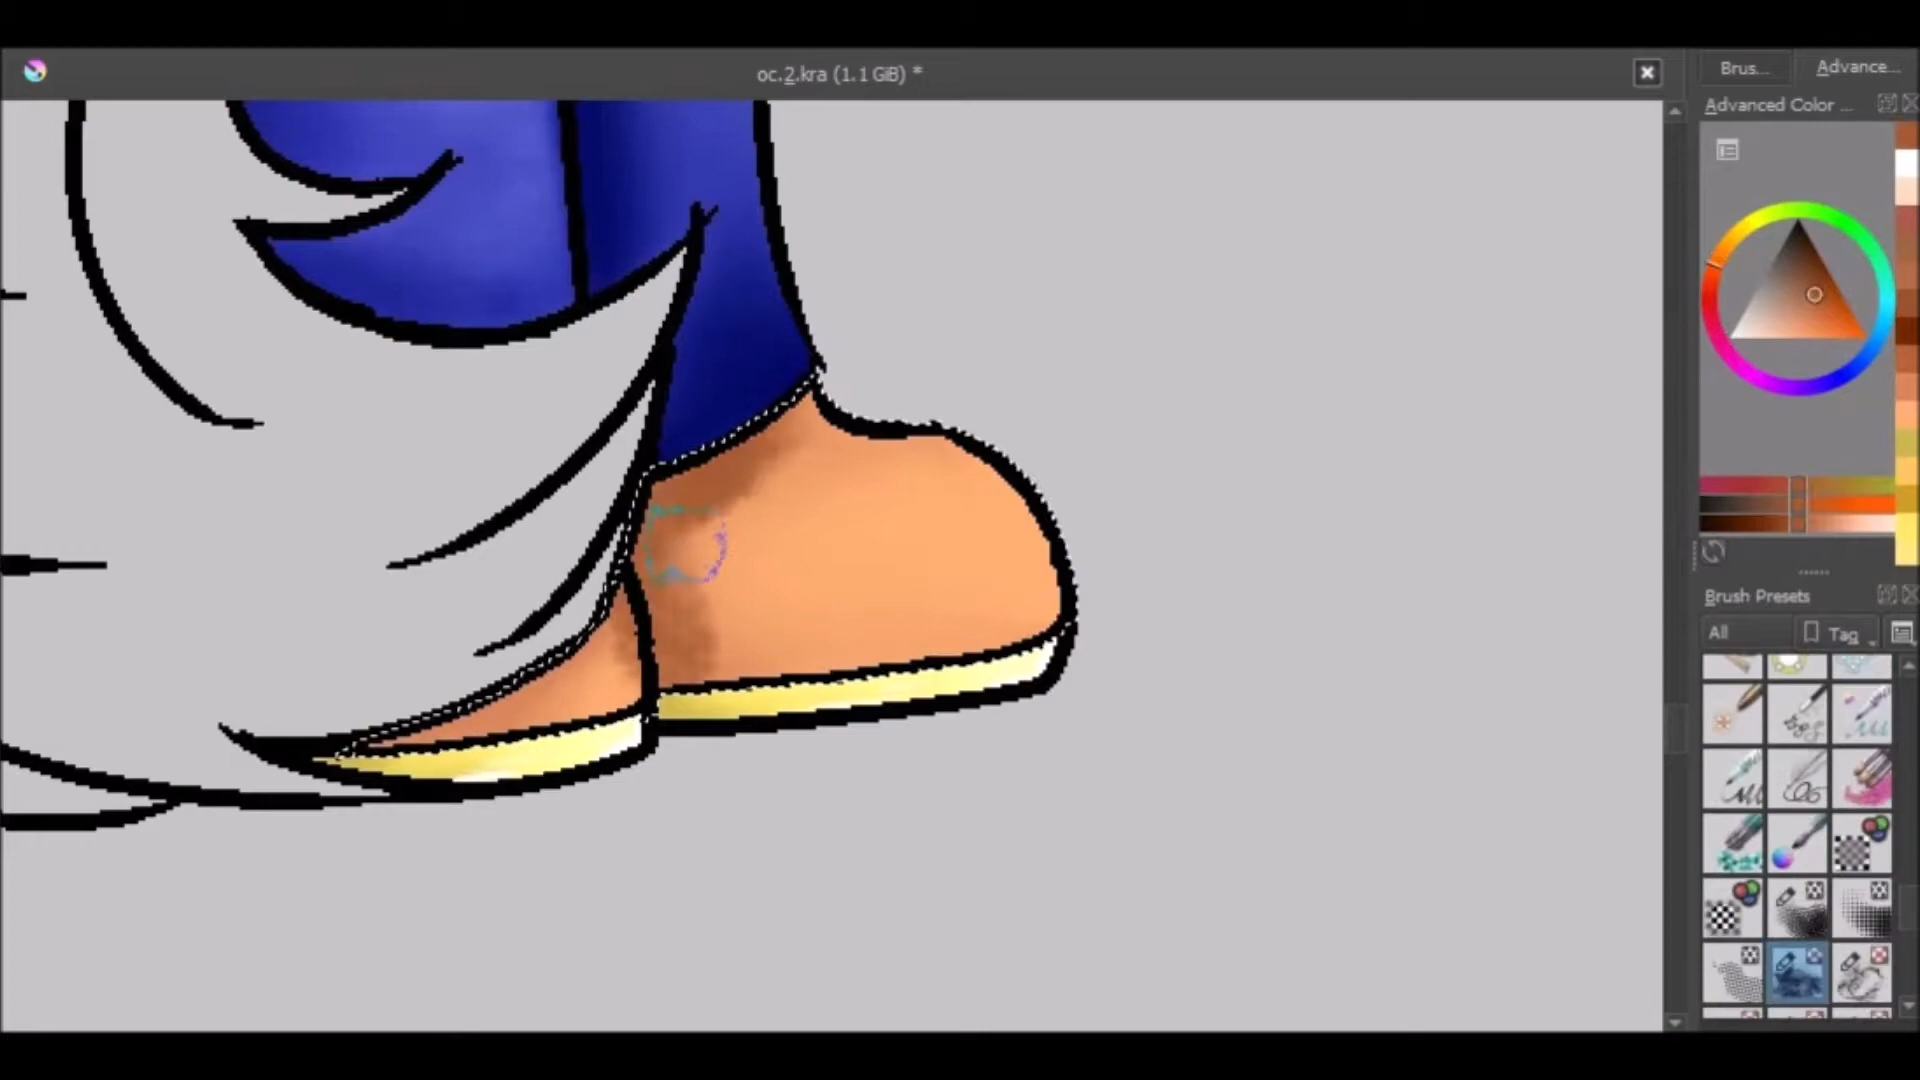 oc.2.kra (1.1 GiB) *
Brus...
Advance...
Advanced Color ...
Brush Presets
All
Tag